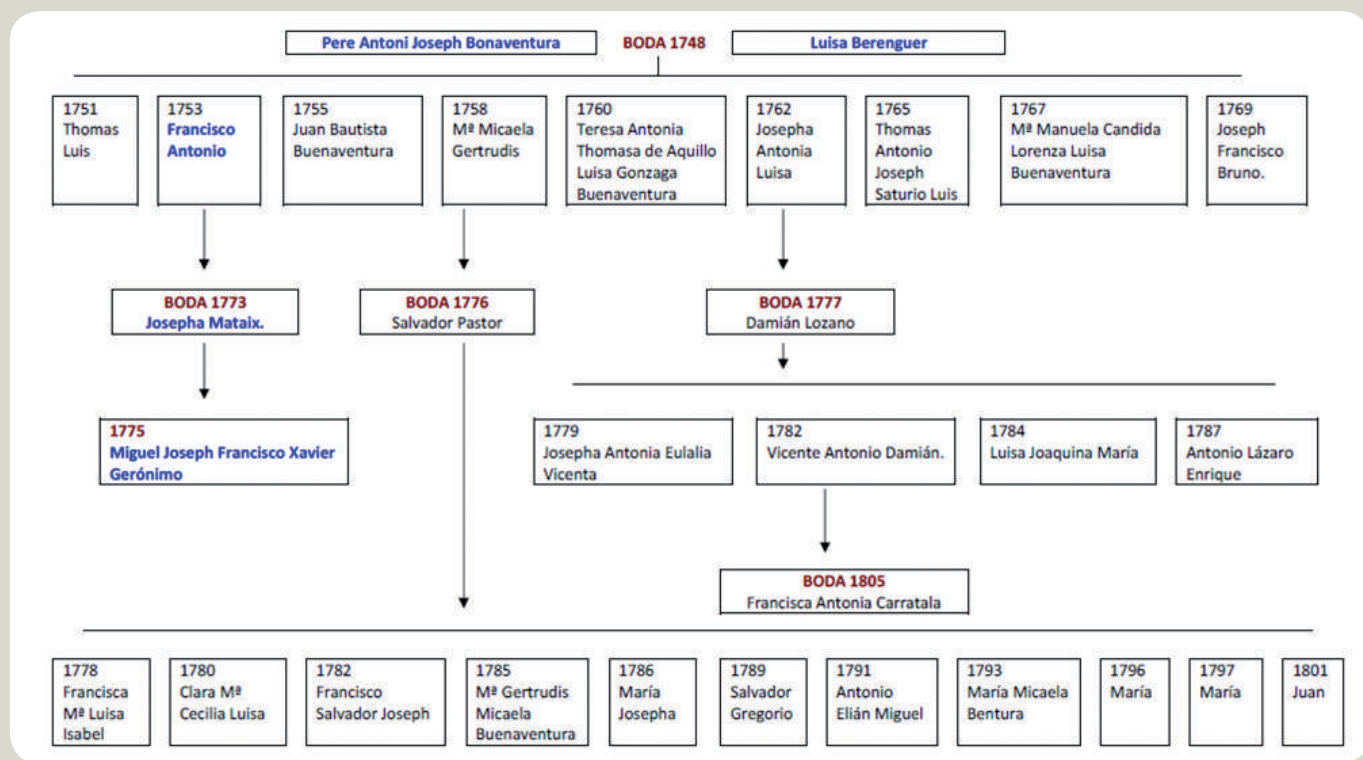 Pere Antoni Joseph Bonaventura
BODA 1748
Luisa Berenguer
1751
Thomas
Luis
1753
Francisco
Antonio
1755
Juan Bautista
Buenaventura
1758
Mª Micaela
Gertrudis
1760
Teresa Antonia
Thomasa de Aquillo
Luisa Gonzaga
Buenaventura
1762
Josepha
Antonia
Luisa
1765
Thomas
Antonio
Joseph
Saturio Luis
1767
Mª Manuela Candida
Lorenza Luisa
Buenaventura
1769
Joseph
Francisco
Bruno.
BODA 1773
Josepha Mataix.
BODA 1776
Salvador Pastor
BODA 1777
Damián Lozano
1775
Miguel Joseph Francisco Xavier
Gerónimo
1779
Josepha Antonia Eulalia
Vicenta
1782
Vicente Antonio Damián.
1784
Luisa Joaquina María
1787
Antonio Lázaro
Enrique
BODA 1805
Francisca Antonia Carratala
1778
Francisca
Mª Luisa
Isabel
1780
Clara Mª
Cecilia Luisa
1782
Francisco
Salvador Joseph
1785
Mª Gertrudis
Micaela
Buenaventura
1786
María
Josepha
1789
Salvador
Gregorio
1791
Antonio
Elián Miguel
1793
María Micaela
Bentura
1796
María
1797
María
1801
Juan